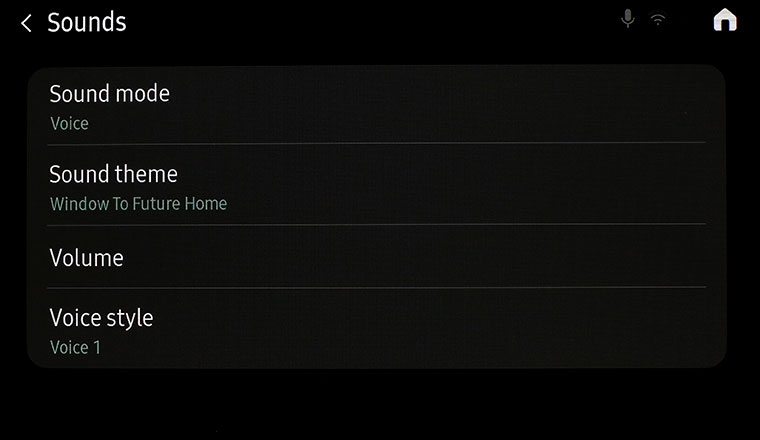 Sounds
Sound mode
Voice
Sound theme
Window To Future Home
Volume
Voice style
Voice 1